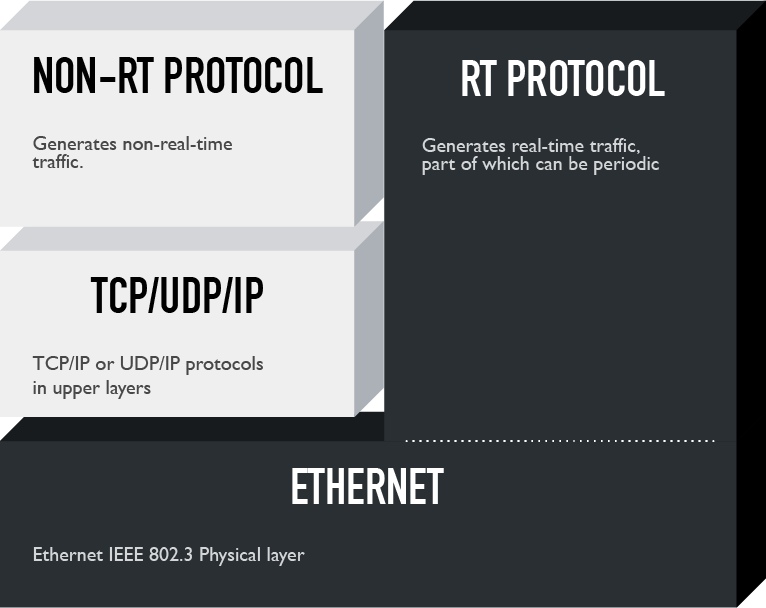 NON-RT PROTOCOL
Generates non-real-time
traffic.
RT PROTOCOL
Generates real-time traffic,
part of which can be periodic
TCP/UDP/IP
TCP/IP or UDP/IP protocols
in upper layers
ETHERNET
Ethernet IEEE 802.3 Physical layer